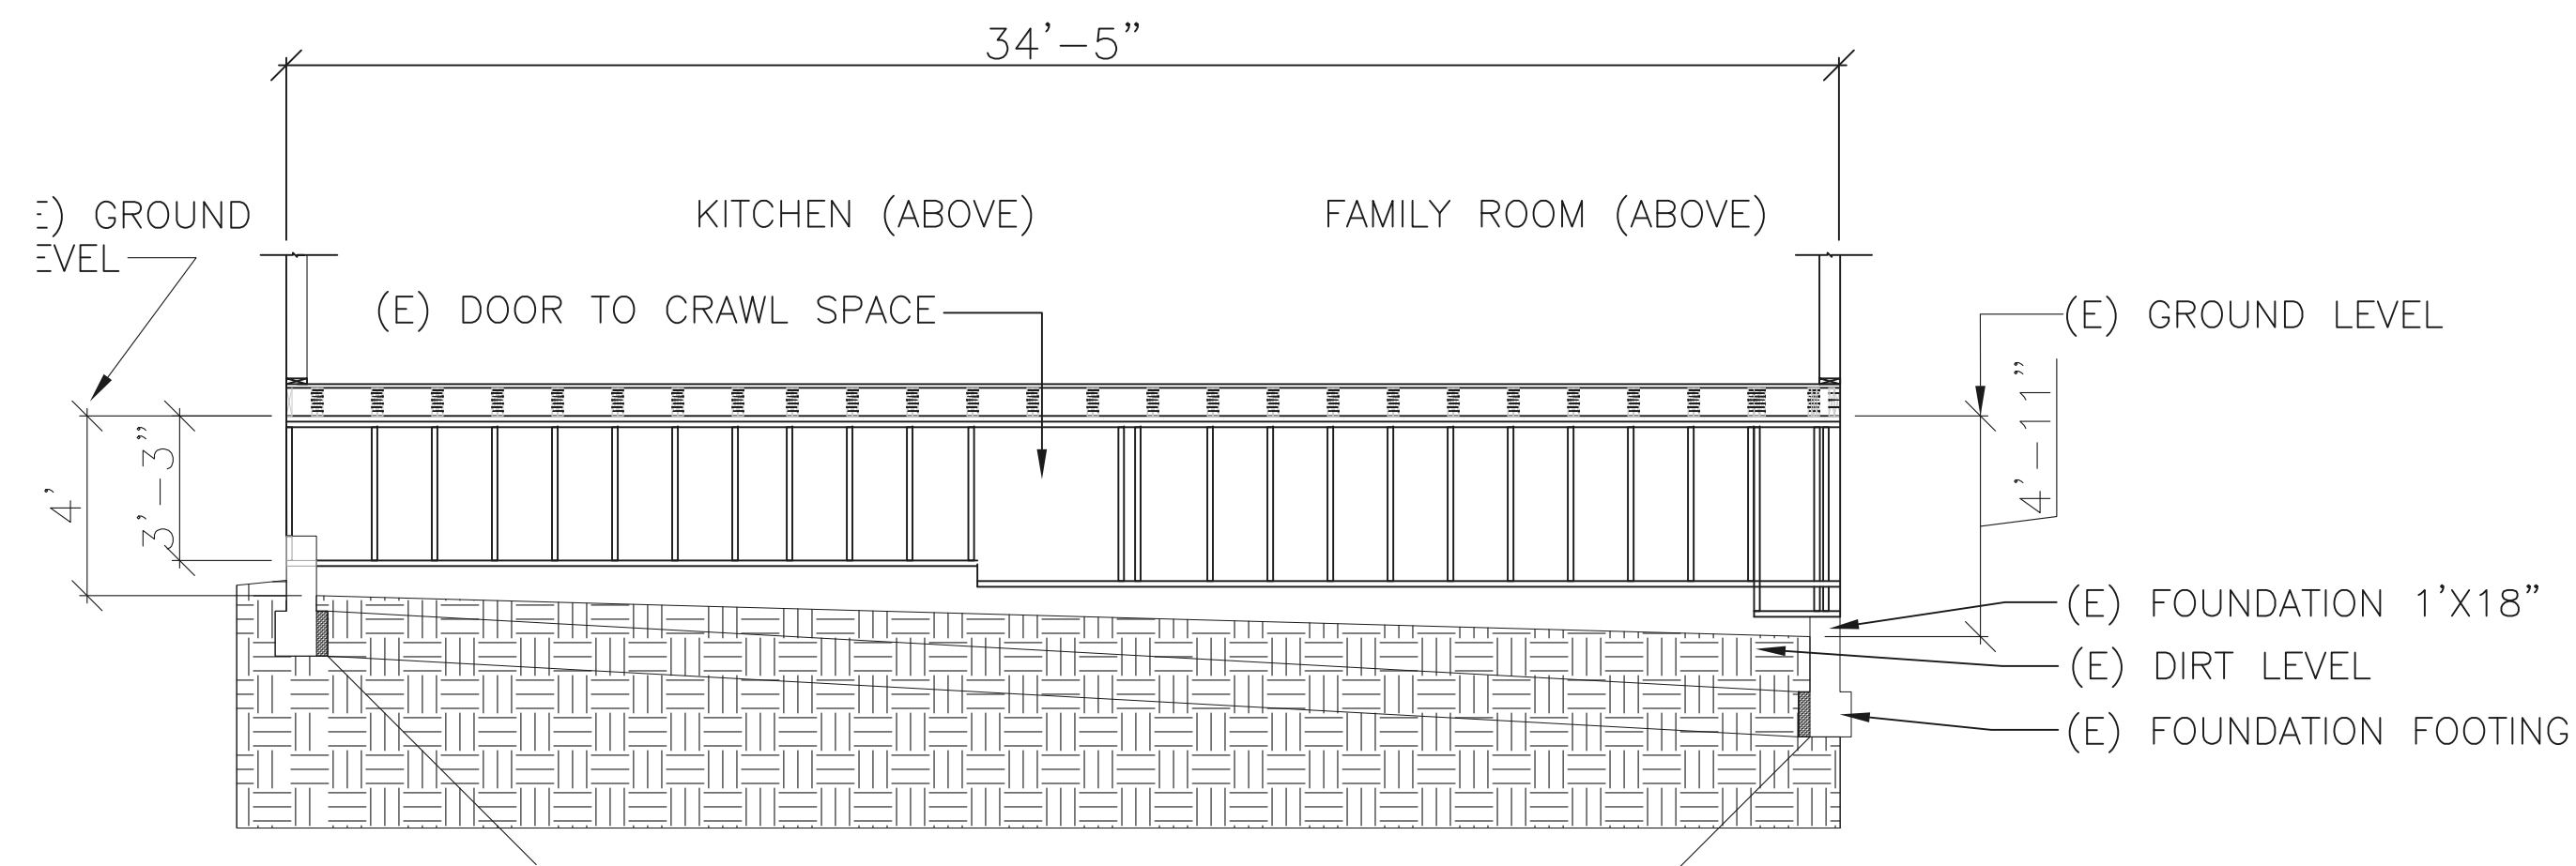 34'-5"
E) GROUND
EVEL
KITCHEN (ABOVE)
FAMILY ROOM (ABOVE)
(E) DOOR TO CRAWL SPACE
(E) GROUND LEVEL
4'
3'-3"
4'-11"
(E) FOUNDATION 1'X18"
(E) DIRT LEVEL
(E) FOUNDATION FOOTING